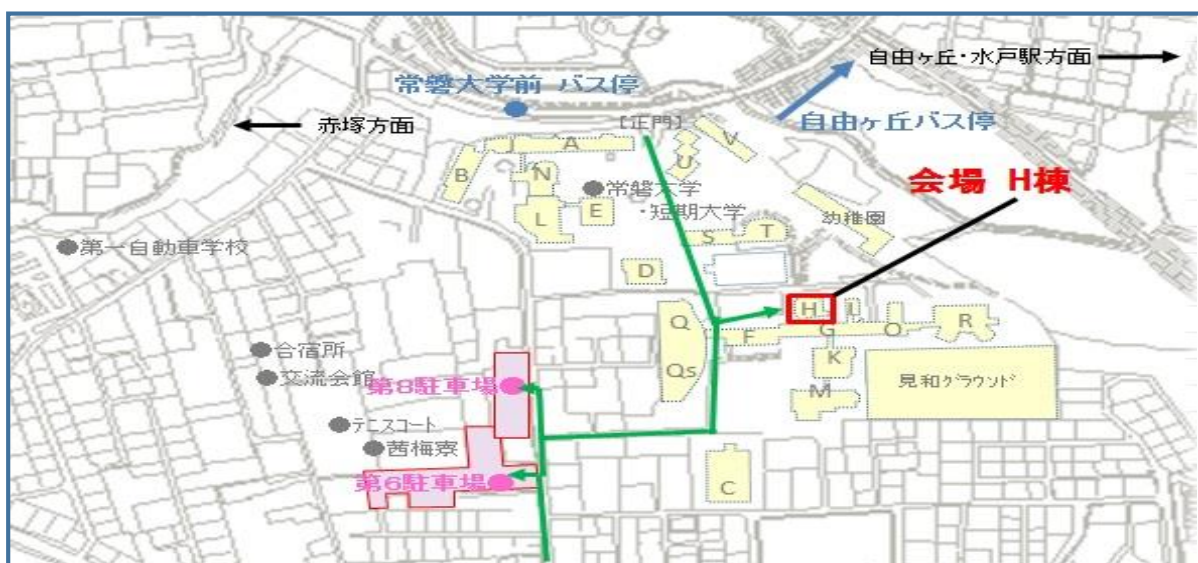 自由ヶ丘・水戸駅方面
常磐大学前 バス停
赤塚方面
【正門】
自由ヶ丘バス停
V
J
A
U
B
N
常磐大学
・短期大学
会場 H棟
E
L
幼稚園
S
T
第一自動車学校
D
H
I
Q
F
G
O
R
合宿所
K
Qs
交流会館
第8駐車場
見和グラウンド
M
テニスコート
茜梅寮
第6駐車場
C